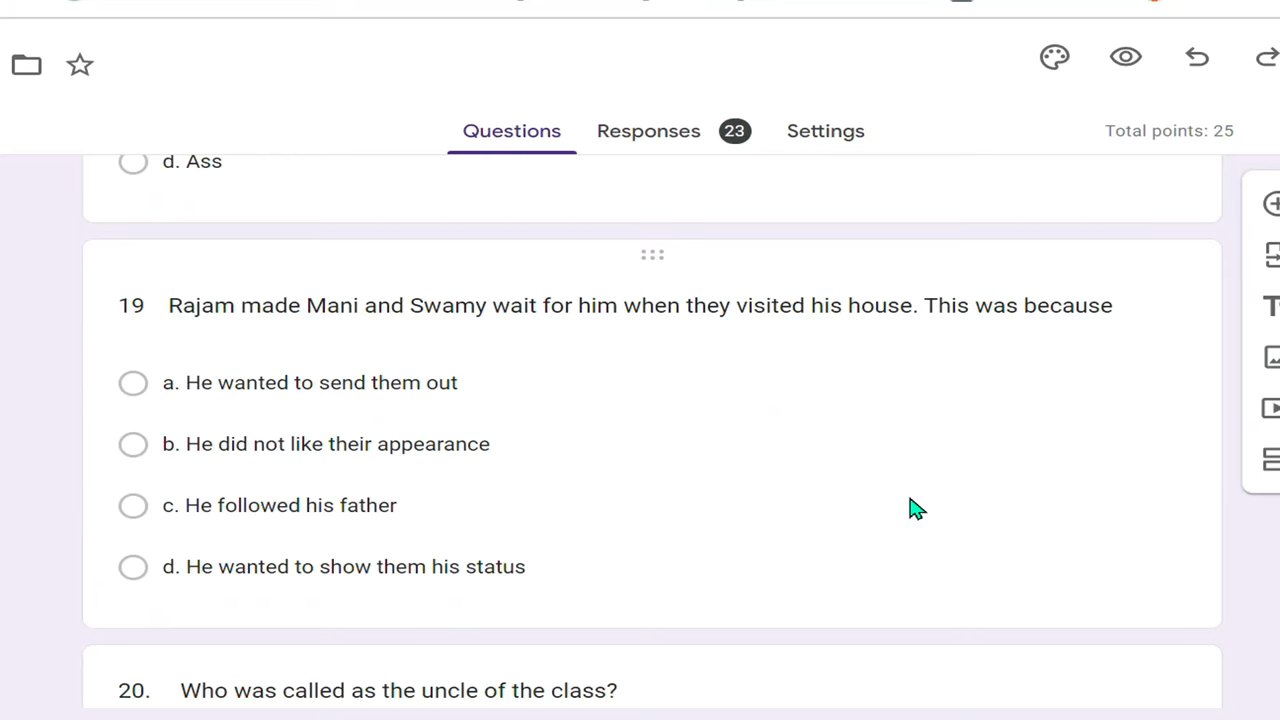 Questions Responses 23 Settings Total points: 25
d. Ass
19 Rajam made Mani and Swamy wait for him when they visited his house. This was because
a. He wanted to send them out
b. He did not like their appearance
c. He followed his father
d. He wanted to show them his status
20. Who was called as the uncle of the class?